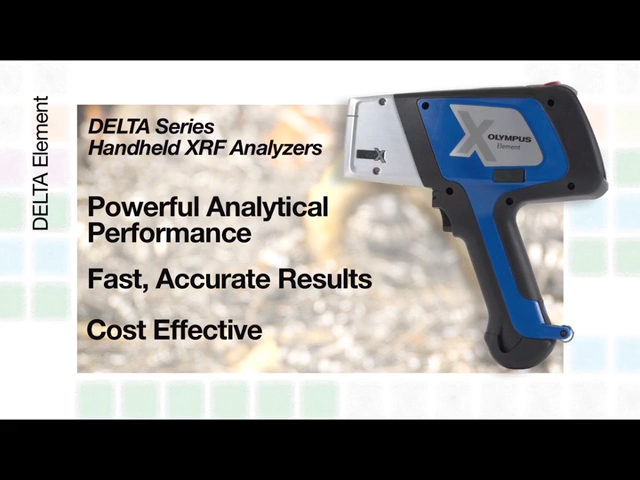 DELTA Element
DELTA Series
Handheld XRF Analyzers
Powerful Analytical
Performance
Fast, Accurate Results
Cost Effective
X
OLYMPUS
Element
X